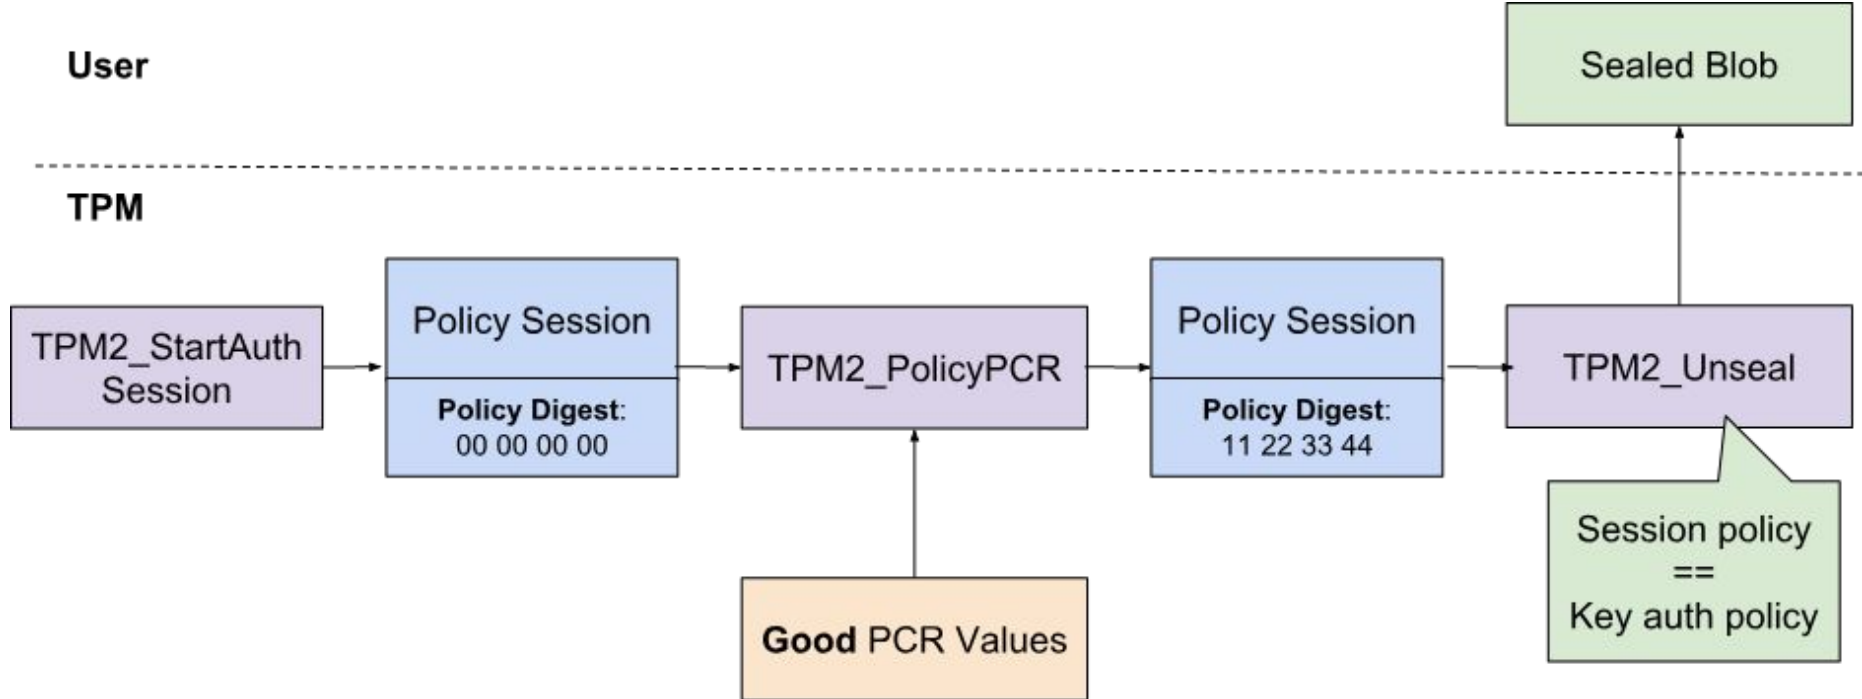 User
Sealed Blob
TPM
TPM2_StartAuth
Session
Policy Session
Policy Digest:
00 00 00 00
TPM2_PolicyPCR
Policy Session
Policy Digest:
11 22 33 44
TPM2_Unseal
Good PCR Values
Session policy
==
Key auth policy